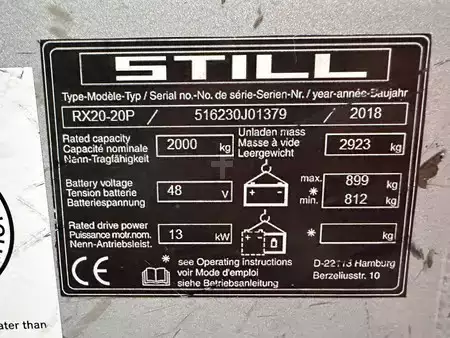 STILL
Type-Modèle-Typ / Serial no.-No. de série-Serien-Nr. / year-année-Baujahr
RX20-20P / 516230J01379 / 2018
Rated capacity
Capacité nominale
Nenn-Tragfähigkeit
2000 kg
Unladen mass
Masse à vide
Leergewicht
2923 kg
Battery voltage
Tension batterie
Batteriespannung
48 V
max. 899 kg
*
min. 812 kg
Rated drive power
Puissance mot.nom.
Nenn-Antriebsleist.
13 kW
* kg
CE
* see Operating Instructions
voir Mode d'emploi
siehe Betriebsanleitung
D-22113 Hamburg
Berzeliusstr. 10
ater than